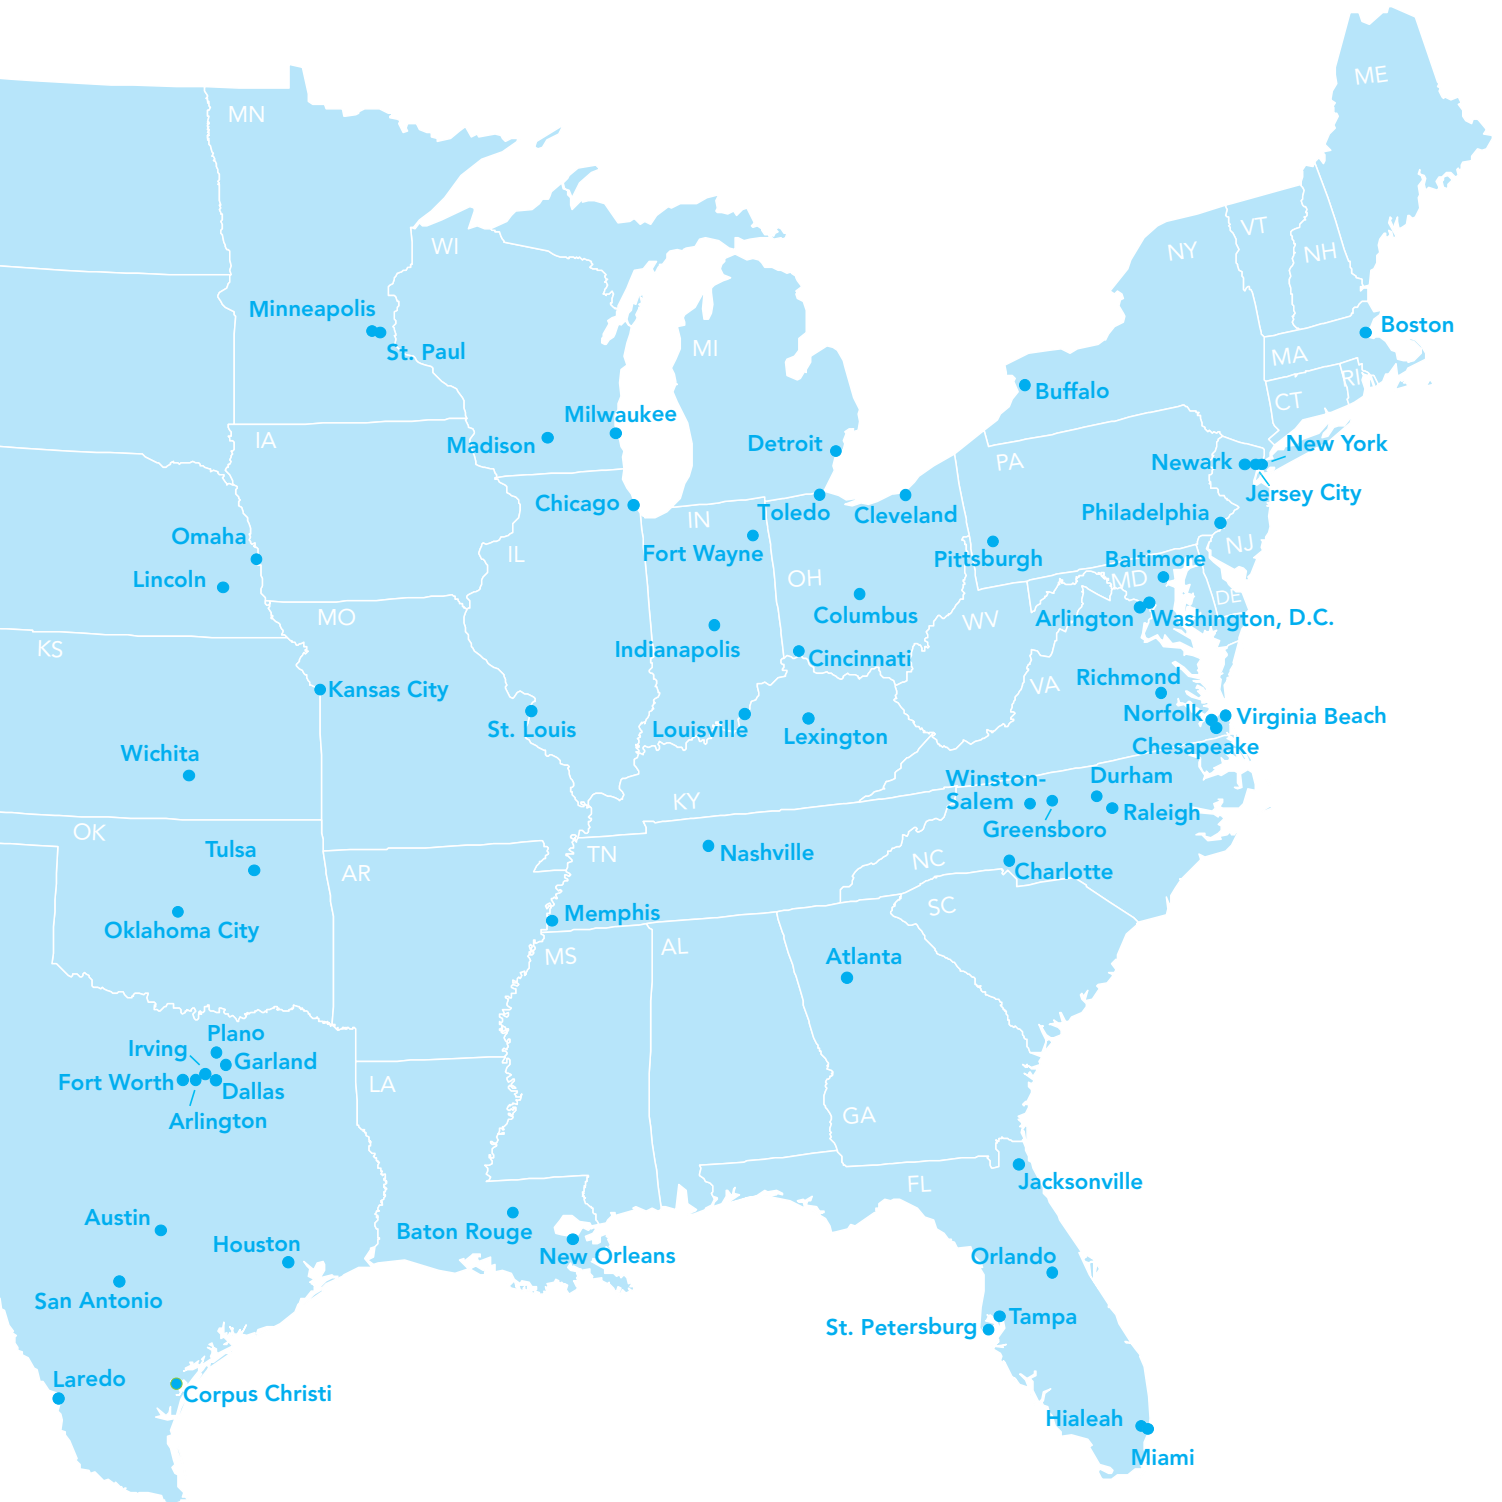 ME
MN
VT
WI
NY
NH
Minneapolis
Boston
St. Paul
MI
MA
RI
Buffalo
CT
Milwaukee
IA
Madison
Detroit
New York
PA
Newark
Jersey City
Chicago
Toledo
Cleveland
Philadelphia
IN
Omaha
Fort Wayne
IL
Pittsburgh
Baltimore
NJ
Lincoln
OH
MD
DE
Columbus
Arlington
Washington, D.C.
MO
WV
KS
Indianapolis
Cincinnati
Richmond
VA
Kansas City
Norfolk
Virginia Beach
St. Louis
Louisville
Lexington
Chesapeake
Wichita
Winston-
Salem
Durham
KY
Raleigh
Greensboro
OK
Tulsa
TN
Nashville
NC
AR
Charlotte
SC
Memphis
Oklahoma City
MS
AL
Atlanta
Plano
Irving
Garland
Fort Worth
Dallas
LA
Arlington
GA
Jacksonville
FL
Austin
Baton Rouge
Houston
New Orleans
Orlando
San Antonio
Tampa
St. Petersburg
Laredo
Corpus Christi
Hialeah
Miami